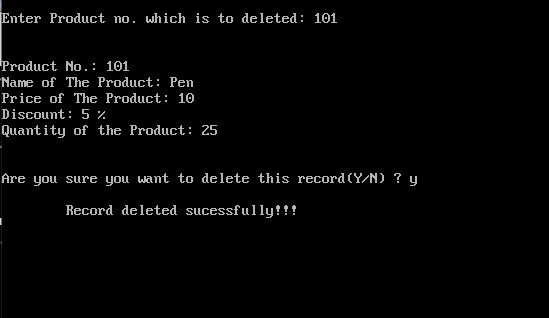 Enter Product no. which is to deleted: 101
Product No.: 101
Name of The Product: Pen
Price of The Product: 10
Discount: 5 %
Quantity of the Product: 25
Are you sure you want to delete this record(Y/N) ? y
Record deleted sucessfully!!!